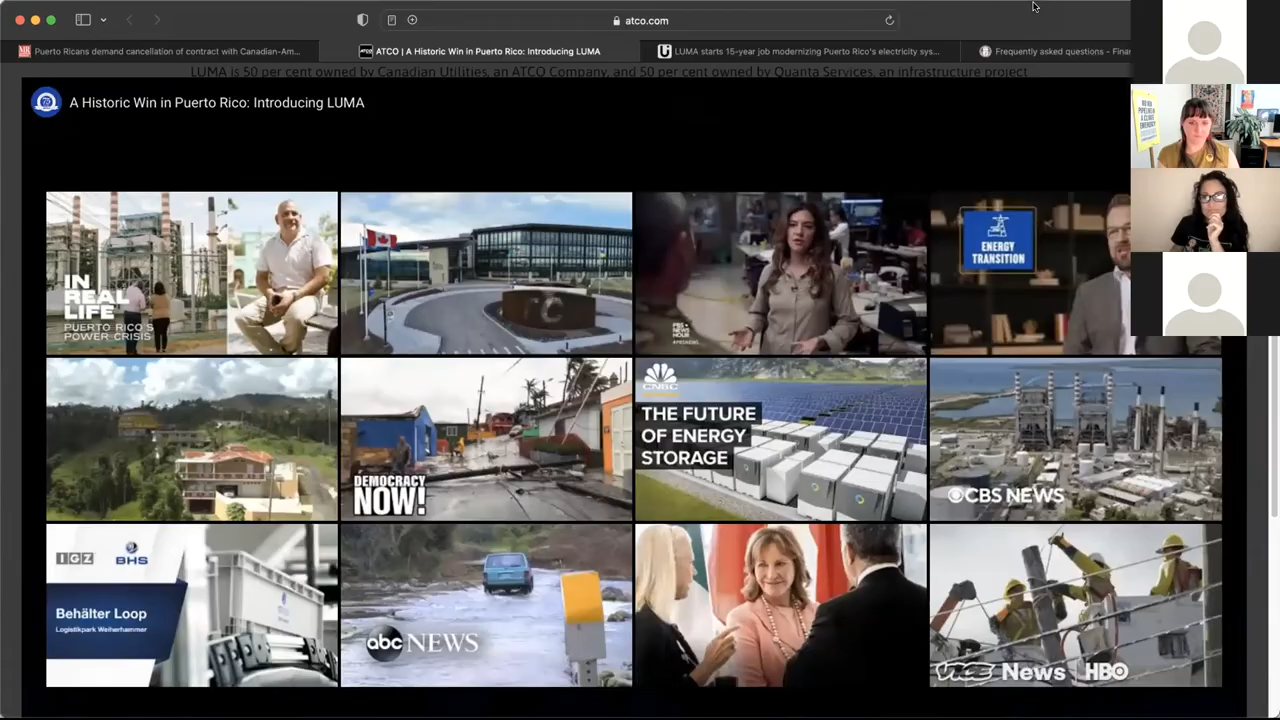 atco.com
Puerto Ricans demand cancellation of contract with Canadian-Am...
ATCO | A Historic Win in Puerto Rico: Introducing LUMA
LUMA starts 15-year job modernizing Puerto Rico's electricity sys...
Frequently asked questions - Finan
LUMA is 50 per cent owned by Canadian Utilities, an ATCO Company, and 50 per cent owned by Quanta Services, an infrastructure project
A Historic Win in Puerto Rico: Introducing LUMA
IN
REAL
LIFE
PUERTO RICO'S
POWER CRISIS
PBS
NEWS
HOUR
ENERGY
TRANSITION
DEMOCRACY
NOW!
CNBC
THE FUTURE
OF ENERGY
STORAGE
CBS NEWS
IGZ
BHS
Behälter Loop
Logistikpark Weiherhammer
abc NEWS
VICE News | HBO